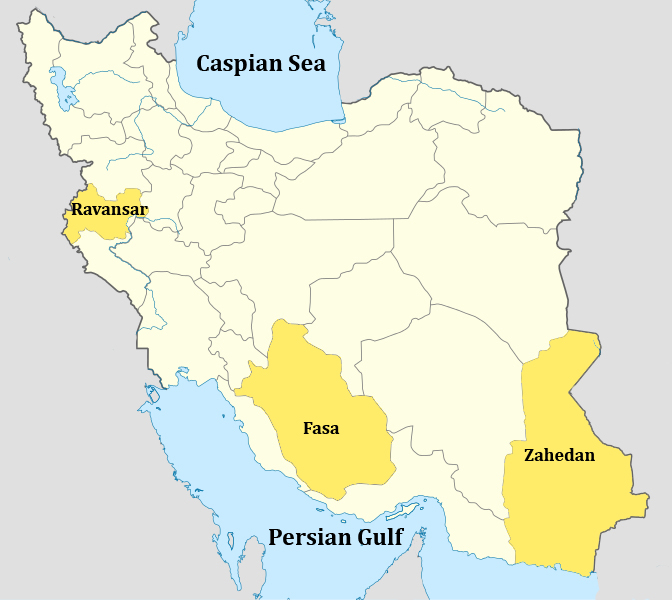 Caspian Sea
Ravansar
Fasa
Zahedan
Persian Gulf